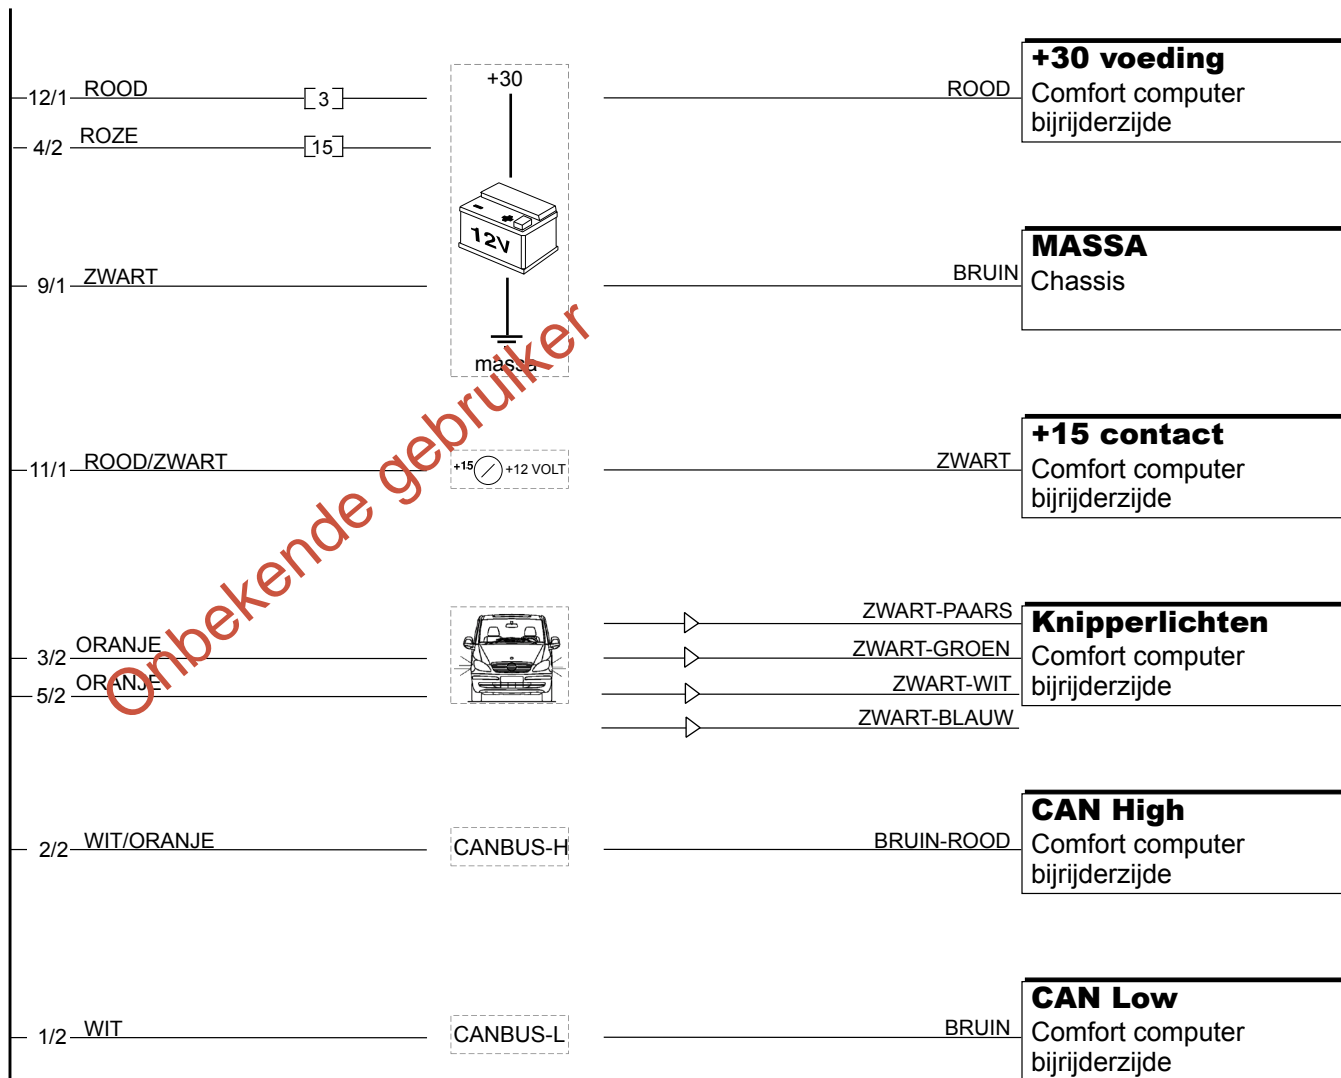 +30 voeding
12/1 ROOD [3] +30 ROOD Comfort computer
bijrijderzijde
4/2 ROZE [15]
12V
MASSA
9/1 ZWART BRUIN Chassis
massa
+15 contact
11/1 ROOD/ZWART +15 +12 VOLT ZWART Comfort computer
bijrijderzijde
Onbekende gebruiker
ZWART-PAARS Knipperlichten
3/2 ORANJE ZWART-GROEN Comfort computer
5/2 ORANJE ZWART-WIT bijrijderzijde
ZWART-BLAUW
CAN High
2/2 WIT/ORANJE CANBUS-H BRUIN-ROOD Comfort computer
bijrijderzijde
CAN Low
1/2 WIT CANBUS-L BRUIN Comfort computer
bijrijderzijde